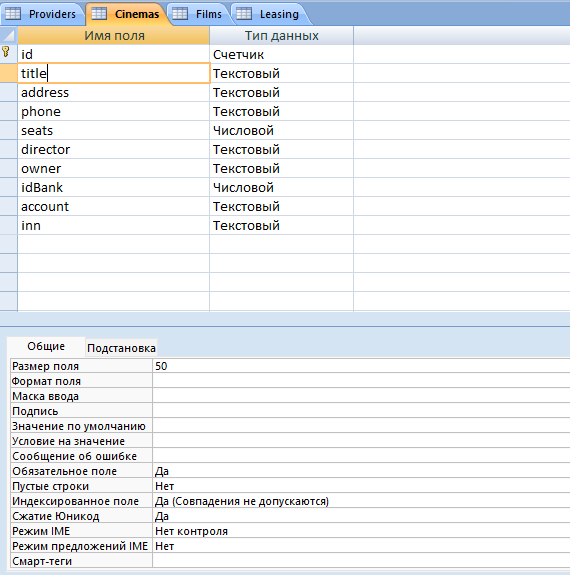 Providers Cinemas Films Leasing
Имя поля Тип данных
id Счетчик
title Текстовый
address Текстовый
phone Текстовый
seats Числовой
director Текстовый
owner Текстовый
idBank Числовой
account Текстовый
inn Текстовый
Общие Подстановка
Размер поля 50
Формат поля
Маска ввода
Подпись
Значение по умолчанию
Условие на значение
Сообщение об ошибке
Обязательное поле Да
Пустые строки Нет
Индексированное поле Да (Совпадения не допускаются)
Сжатие Юникод Да
Режим IME Нет контроля
Режим предложений IME Нет
Смарт-теги